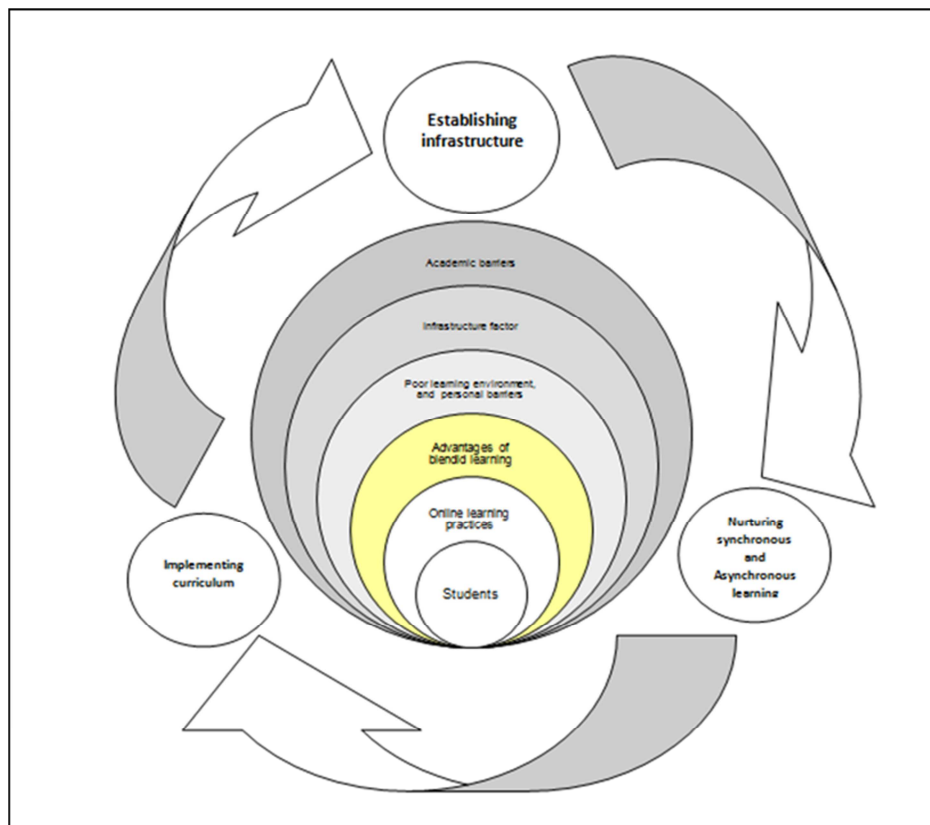 Establishing
infrastructure
Academic barriers
Infrastructure factor
Poor learning environment,
and personal barriers
Advantages of
blendid learning
Online learning
practices
Students
Implementing
curriculum
Nurturing
synchronous
and
Asynchronous
learning